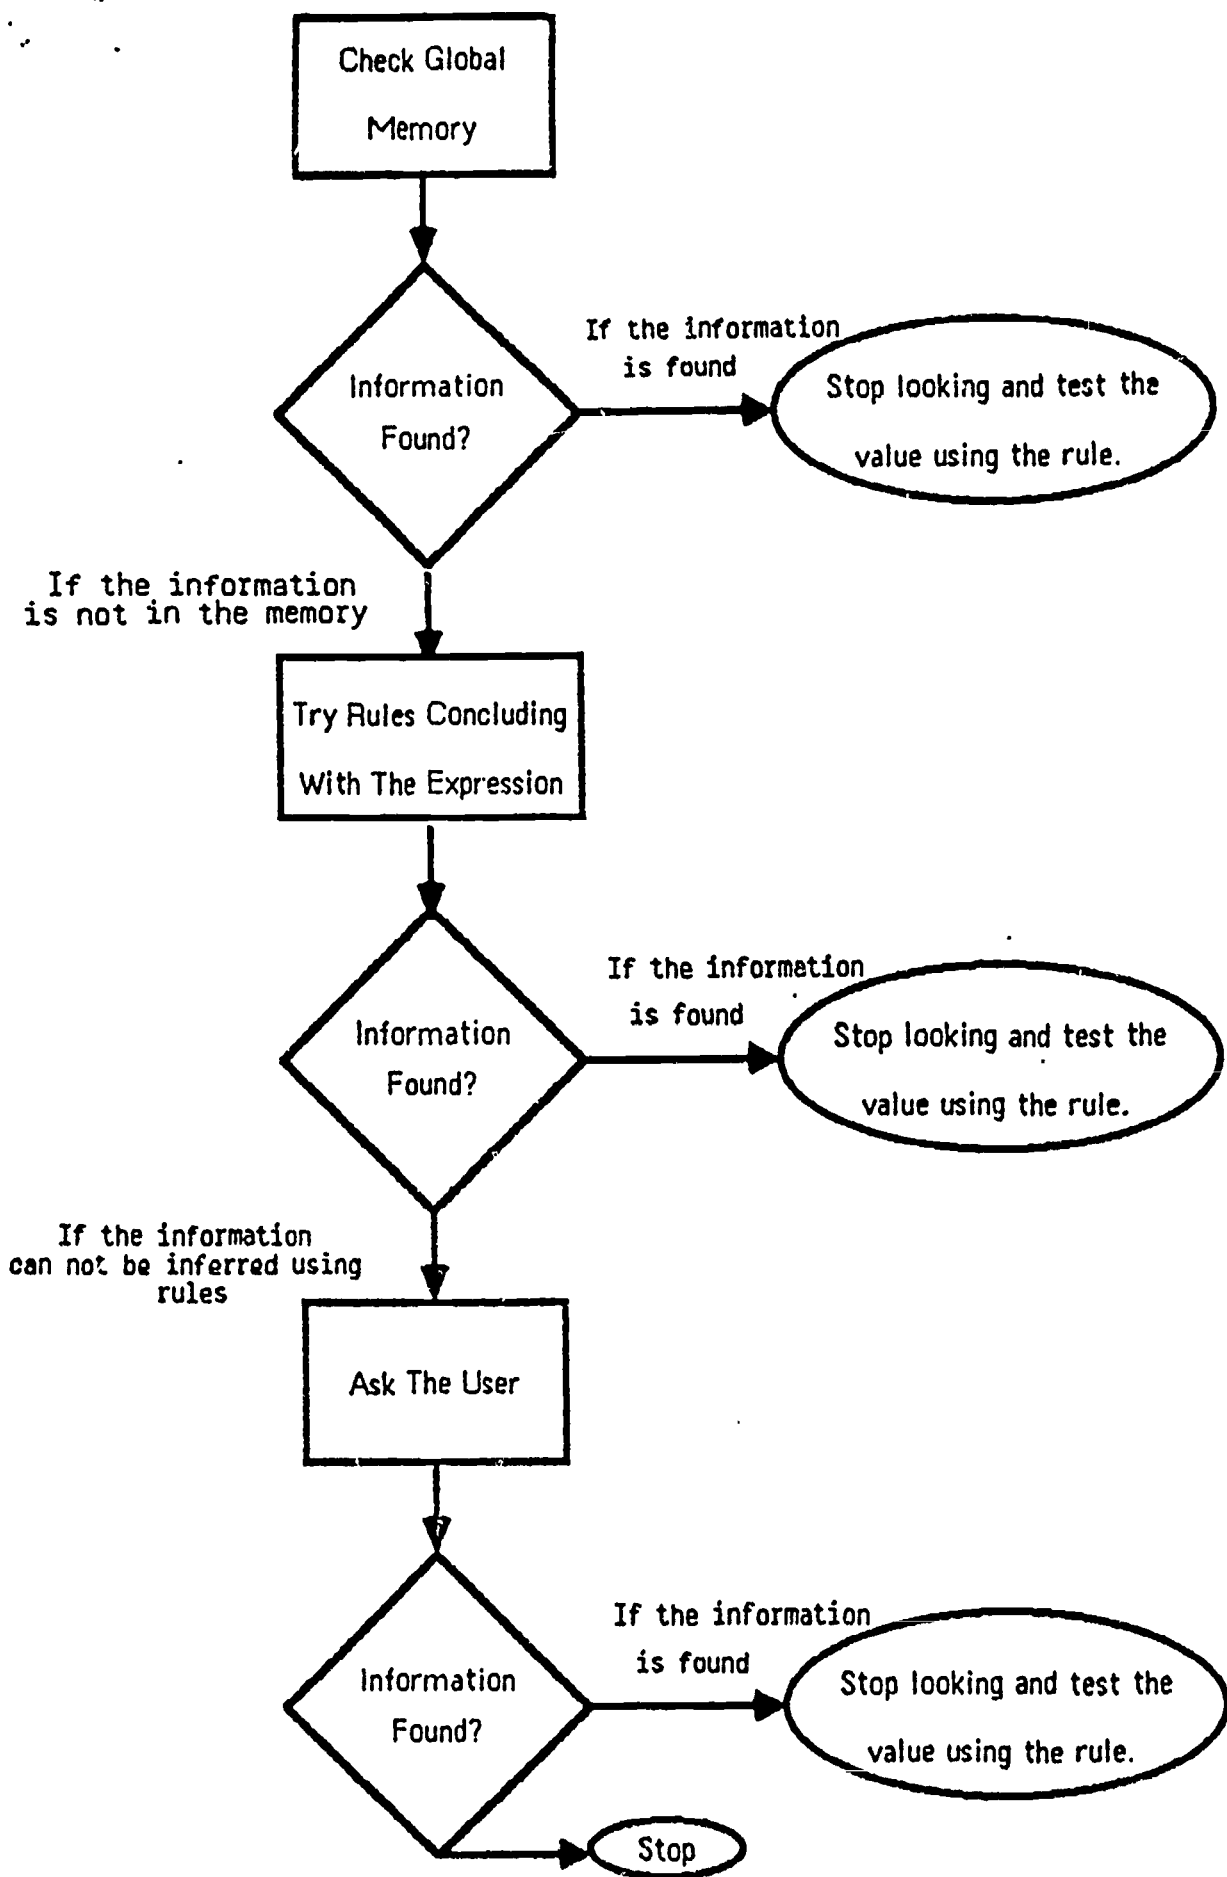 Check Global
Memory
Information
Found?
If the information
is found
Stop looking and test the
value using the rule.
If the information
is not in the memory
Try Rules Concluding
With The Expression
Information
Found?
If the information
is found
Stop looking and test the
value using the rule.
If the information
can not be inferred using
rules
Ask The User
Information
Found?
If the information
is found
Stop looking and test the
value using the rule.
Stop